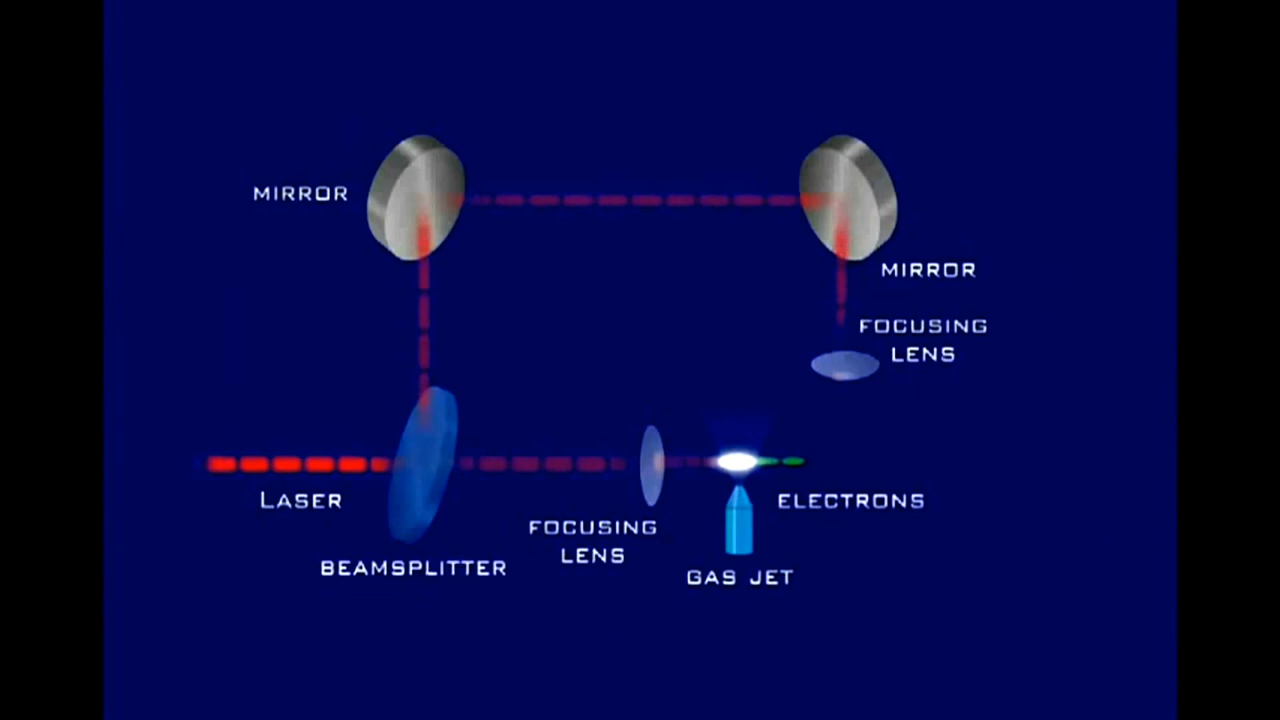 MIRROR
MIRROR
FOCUSING
LENS
LASER
ELECTRONS
FOCUSING
LENS
BEAMSPLITTER
GAS JET